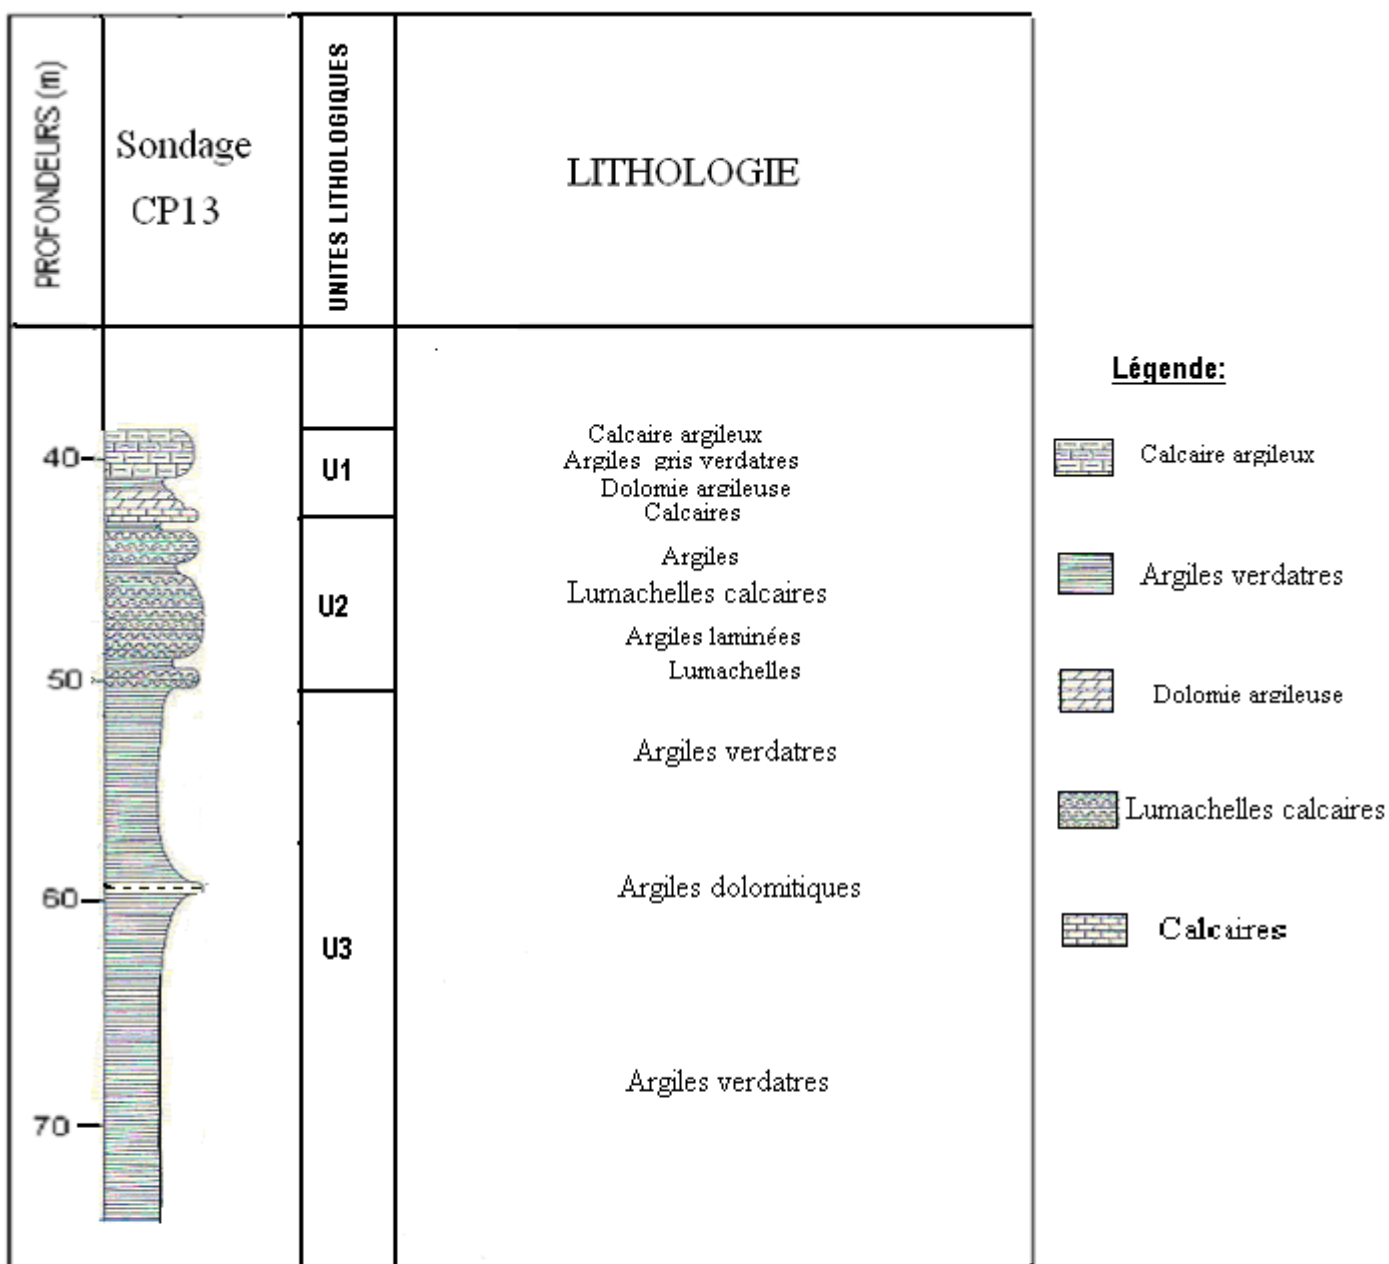 PROFONDEURS (m)
Sondage
CP13
UNITES LITHOLOGIQUES
LITHOLOGIE
Légende:
40
U1
Calcaire argileux
Argiles gris verdatres
Dolomie argileuse
Calcaires
Calcaire argileux
U2
Argiles
Lumachelles calcaires
Argiles laminées
Lumachelles
Argiles verdatres
50
Argiles verdatres
Dolomie argileuse
Lumachelles calcaires
60
Argiles dolomitiques
U3
Calcaires
Argiles verdatres
70